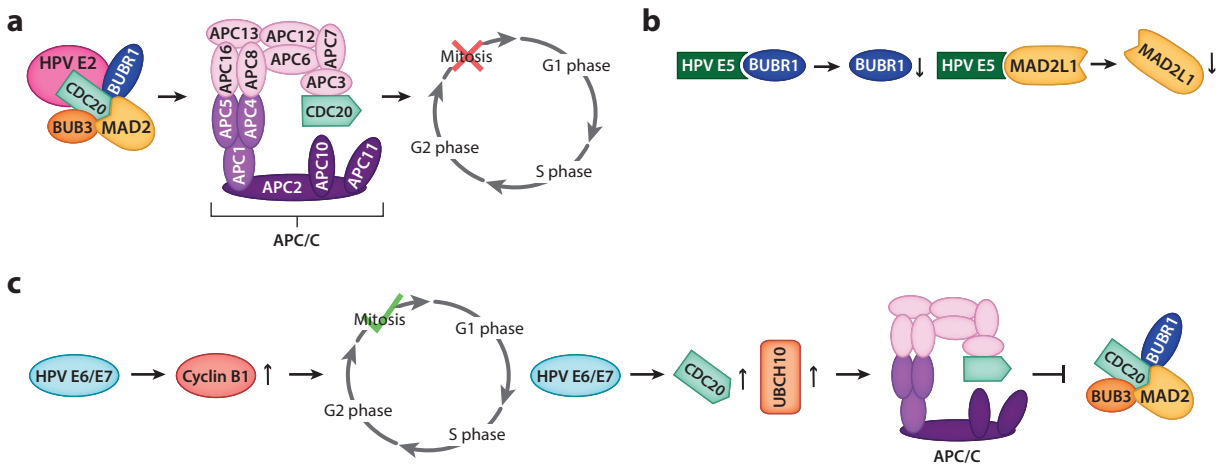 a
HPV E2
BUBR1
CDC20
BUB3
MAD2
APC13
APC12
APC7
APC16
APC8
APC6
APC3
CDC20
APC5
APC4
APC1
APC10
APC11
APC2
APC/C
Mitosis
G1 phase
S phase
G2 phase
b
HPV E5
BUBR1
BUBR1
HPV E5
MAD2L1
MAD2L1
c
HPV E6/E7
Cyclin B1
Mitosis
G1 phase
S phase
G2 phase
HPV E6/E7
CDC20
UBCH10
APC/C
CDC20
BUBR1
BUB3
MAD2